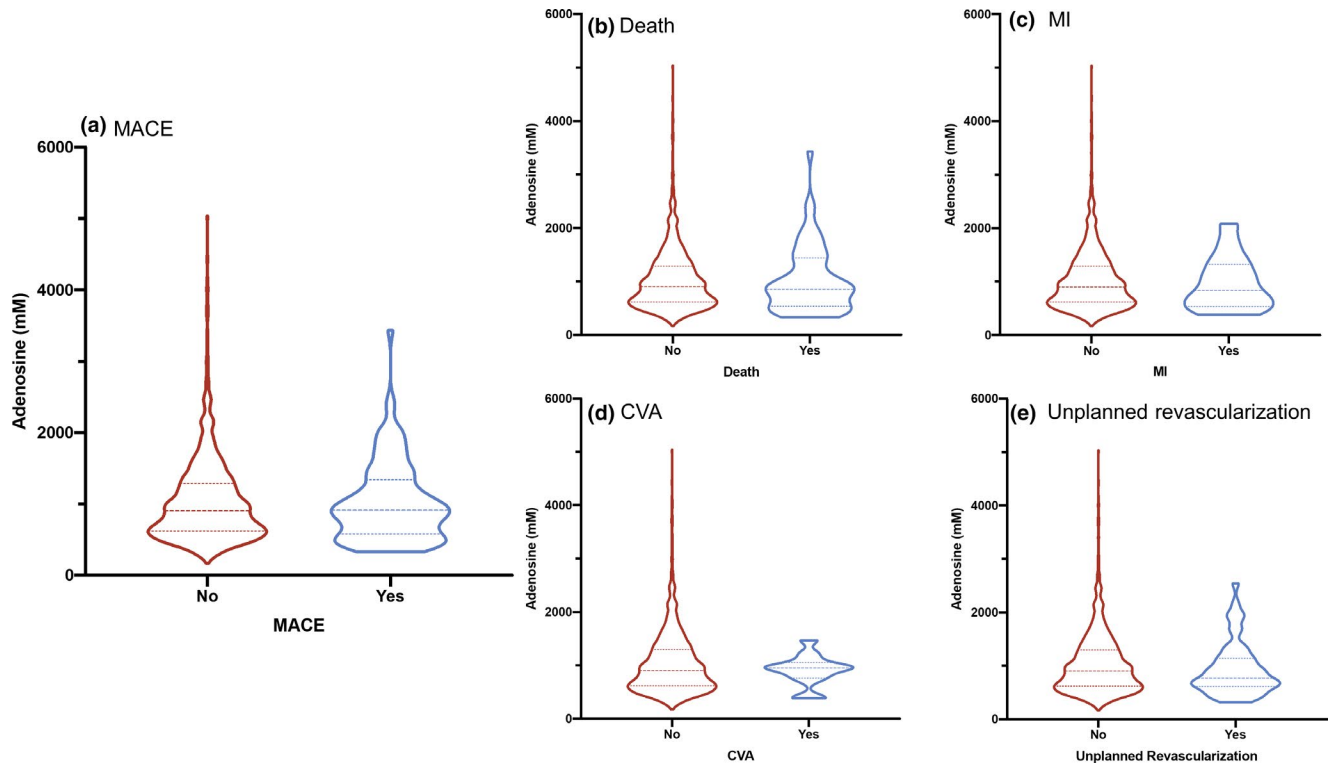 (a) MACE
6000
4000
2000
0
Adenosine (mM)
No Yes
MACE
(b) Death
6000
4000
2000
0
Adenosine (mM)
No Yes
Death
(c) MI
6000
4000
2000
0
Adenosine (mM)
No Yes
MI
(d) CVA
6000
4000
2000
0
Adenosine (mM)
No Yes
CVA
(e) Unplanned revascularization
6000
4000
2000
0
Adenosine (mM)
No Yes
Unplanned Revascularization